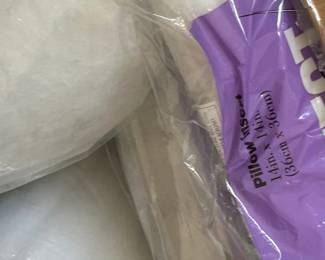 Pillow Insert
14in. x 14in.
(36cm x 36cm)